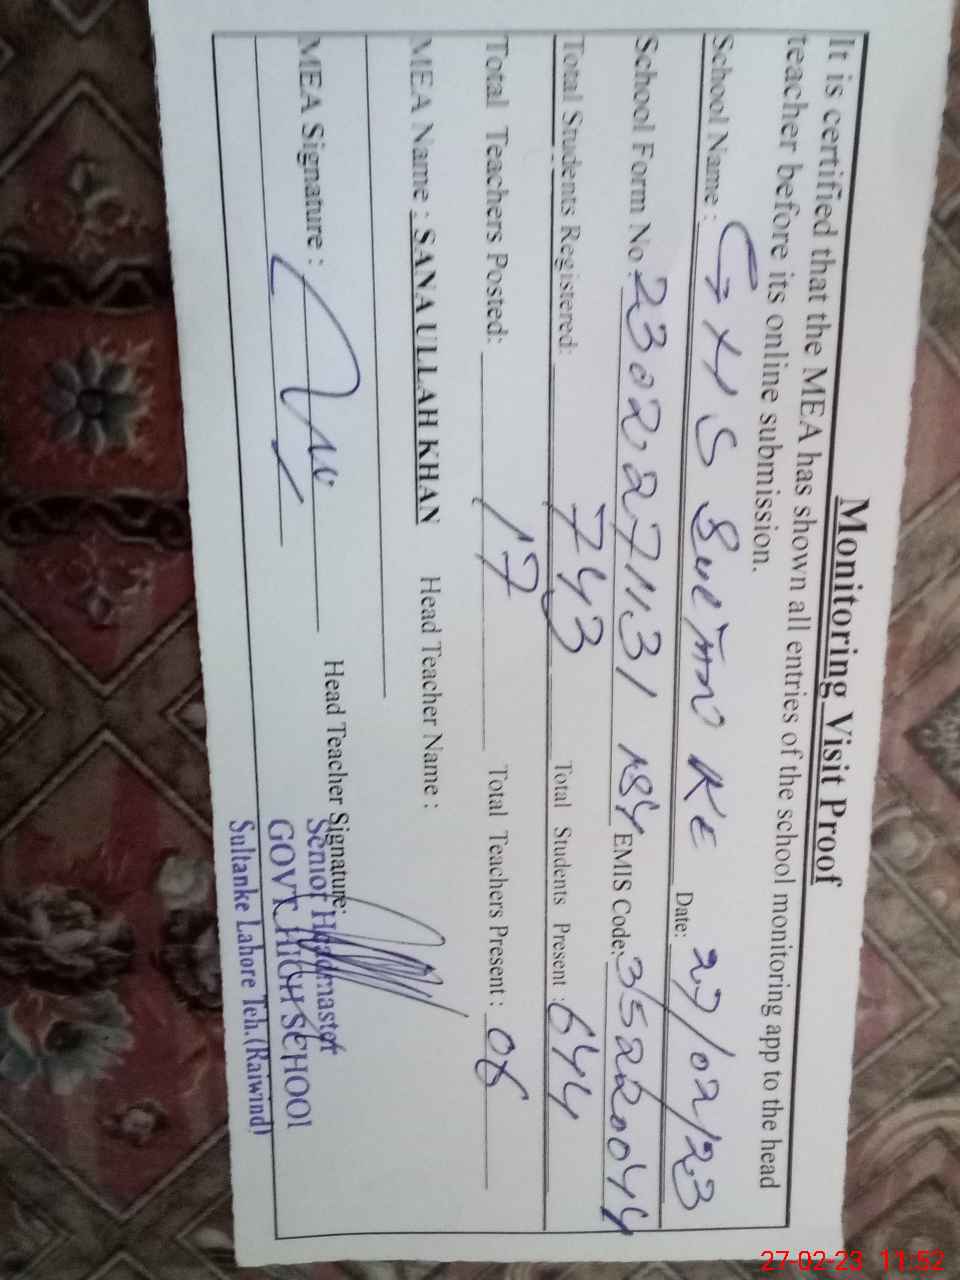 Monitoring Visit Proof
It is certified that the MEA has shown all entries of the school monitoring app to the head
teacher before its online submission.
School Name : GHS Sultan KE Date: 27/02/23
School Form No: 2302271131 184 EMIS Code: 35220044
Total Students Registered: 743 Total Students Present : 644
Total Teachers Posted: 17 Total Teachers Present : 06
MEA Name : SANA ULLAH KHAN Head Teacher Name :
MEA Signature : Head Teacher Signature:
Senior Headmaster
GOVT. HIGH SCHOOL
Sultanke Lahore Teh.(Raiwind)
27-02-23 11:52